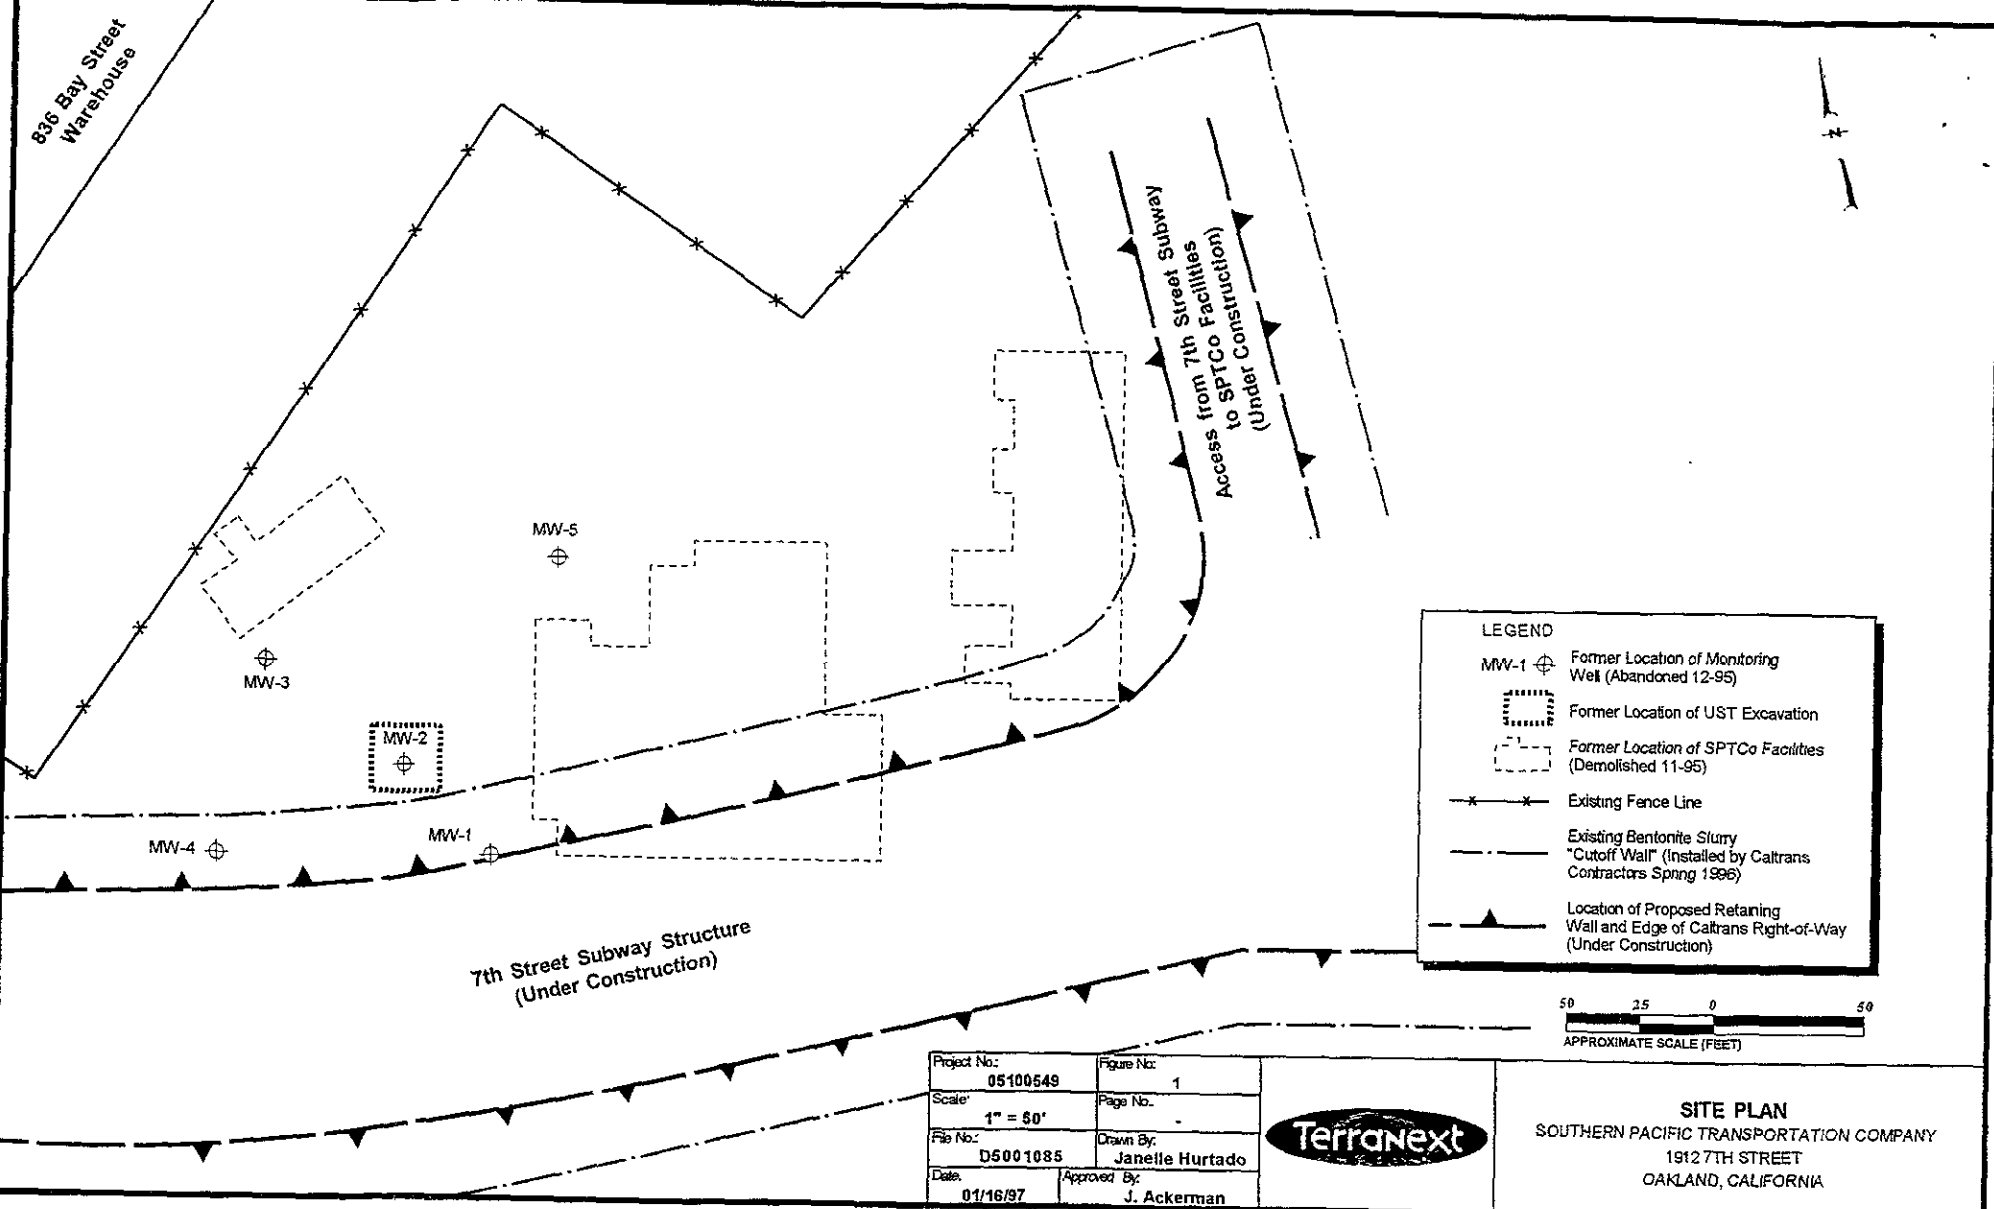 836 Bay Street
Warehouse
N
Access from 7th Street Subway
to SPTCo Facilities
(Under Construction)
MW-5
MW-3
MW-2
MW-4
MW-1
7th Street Subway Structure
(Under Construction)
LEGEND
MW-1
Former Location of Monitoring
Well (Abandoned 12-95)
Former Location of UST Excavation
Former Location of SPTCo Facilities
(Demolished 11-95)
Existing Fence Line
Existing Bentonite Slurry
"Cutoff Wall" (Installed by Caltrans
Contractors Spring 1996)
Location of Proposed Retaining
Wall and Edge of Caltrans Right-of-Way
(Under Construction)
50 25 0 50
APPROXIMATE SCALE (FEET)
Project No.:
05100549
Figure No:
1
Scale:
1" = 50'
Page No.
-
File No.:
D5001085
Drawn By:
Janelle Hurtado
Date.
01/16/97
Approved By:
J. Ackerman
TerraNext
SITE PLAN
SOUTHERN PACIFIC TRANSPORTATION COMPANY
1912 7TH STREET
OAKLAND, CALIFORNIA